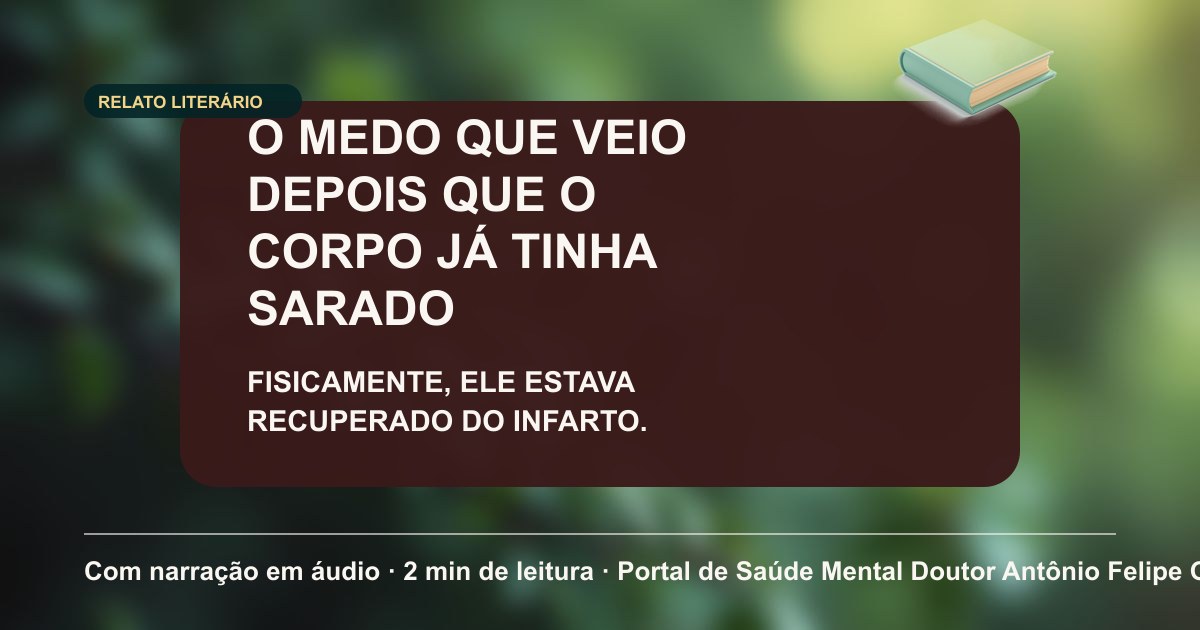 RELATO LITERÁRIO
O MEDO QUE VEIO
DEPOIS QUE O
CORPO JÁ TINHA
SARADO
FISICAMENTE, ELE ESTAVA
RECUPERADO DO INFARTO.
Com narração em áudio · 2 min de leitura · Portal de Saúde Mental Doutor Antônio Felipe